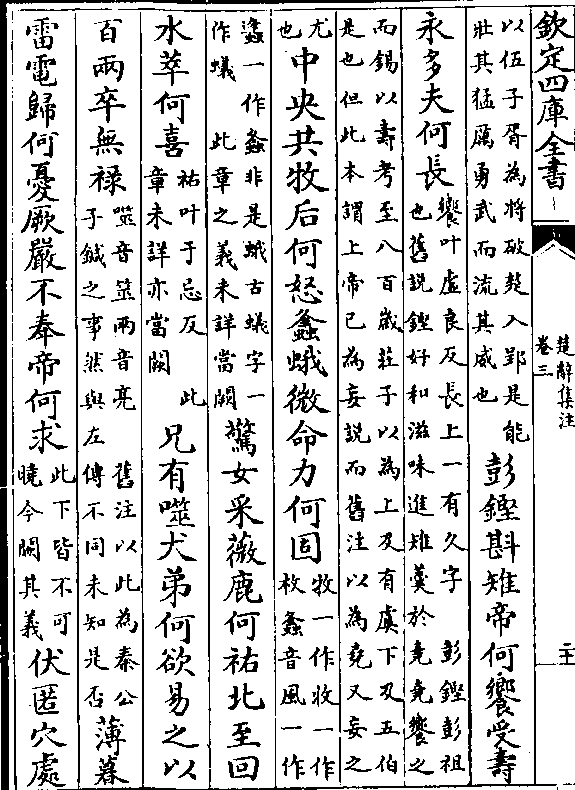 欽定四庫全書
楚辭集注
卷三
二十
以伍子胥為將破楚入郢是能
壯其猛厲勇武而流其威也
彭鏗斟雉帝何饗受壽
永多夫何長
饗叶虛良反長上一有久字 彭鏗彭祖
也舊說鏗好和滋味進雉羹於堯堯饗之
而錫以壽考至八百歲莊子以為上及有虞下及五伯
是也但此本謂上帝已為妄說而舊注以為堯又妄之
尤
也
中央共牧后何怒螽蛾微命力何固
牧一作收一作
枚螽音風一作
蠭一作螽非是蛾古蟻字一
作蟻 此章之義未詳當闕
驚女采薇鹿何祐北至回
水萃何喜
祐叶于忌反 此
章未詳亦當闕
兄有噬犬弟何欲易之以
百兩卒無祿
噬音筮兩音亮 舊注以此為秦公
子鍼之事然與左傳不同未知是否
薄暮
雷電歸何憂厥嚴不奉帝何求
此下皆不可
曉今闕其義
伏匿穴處